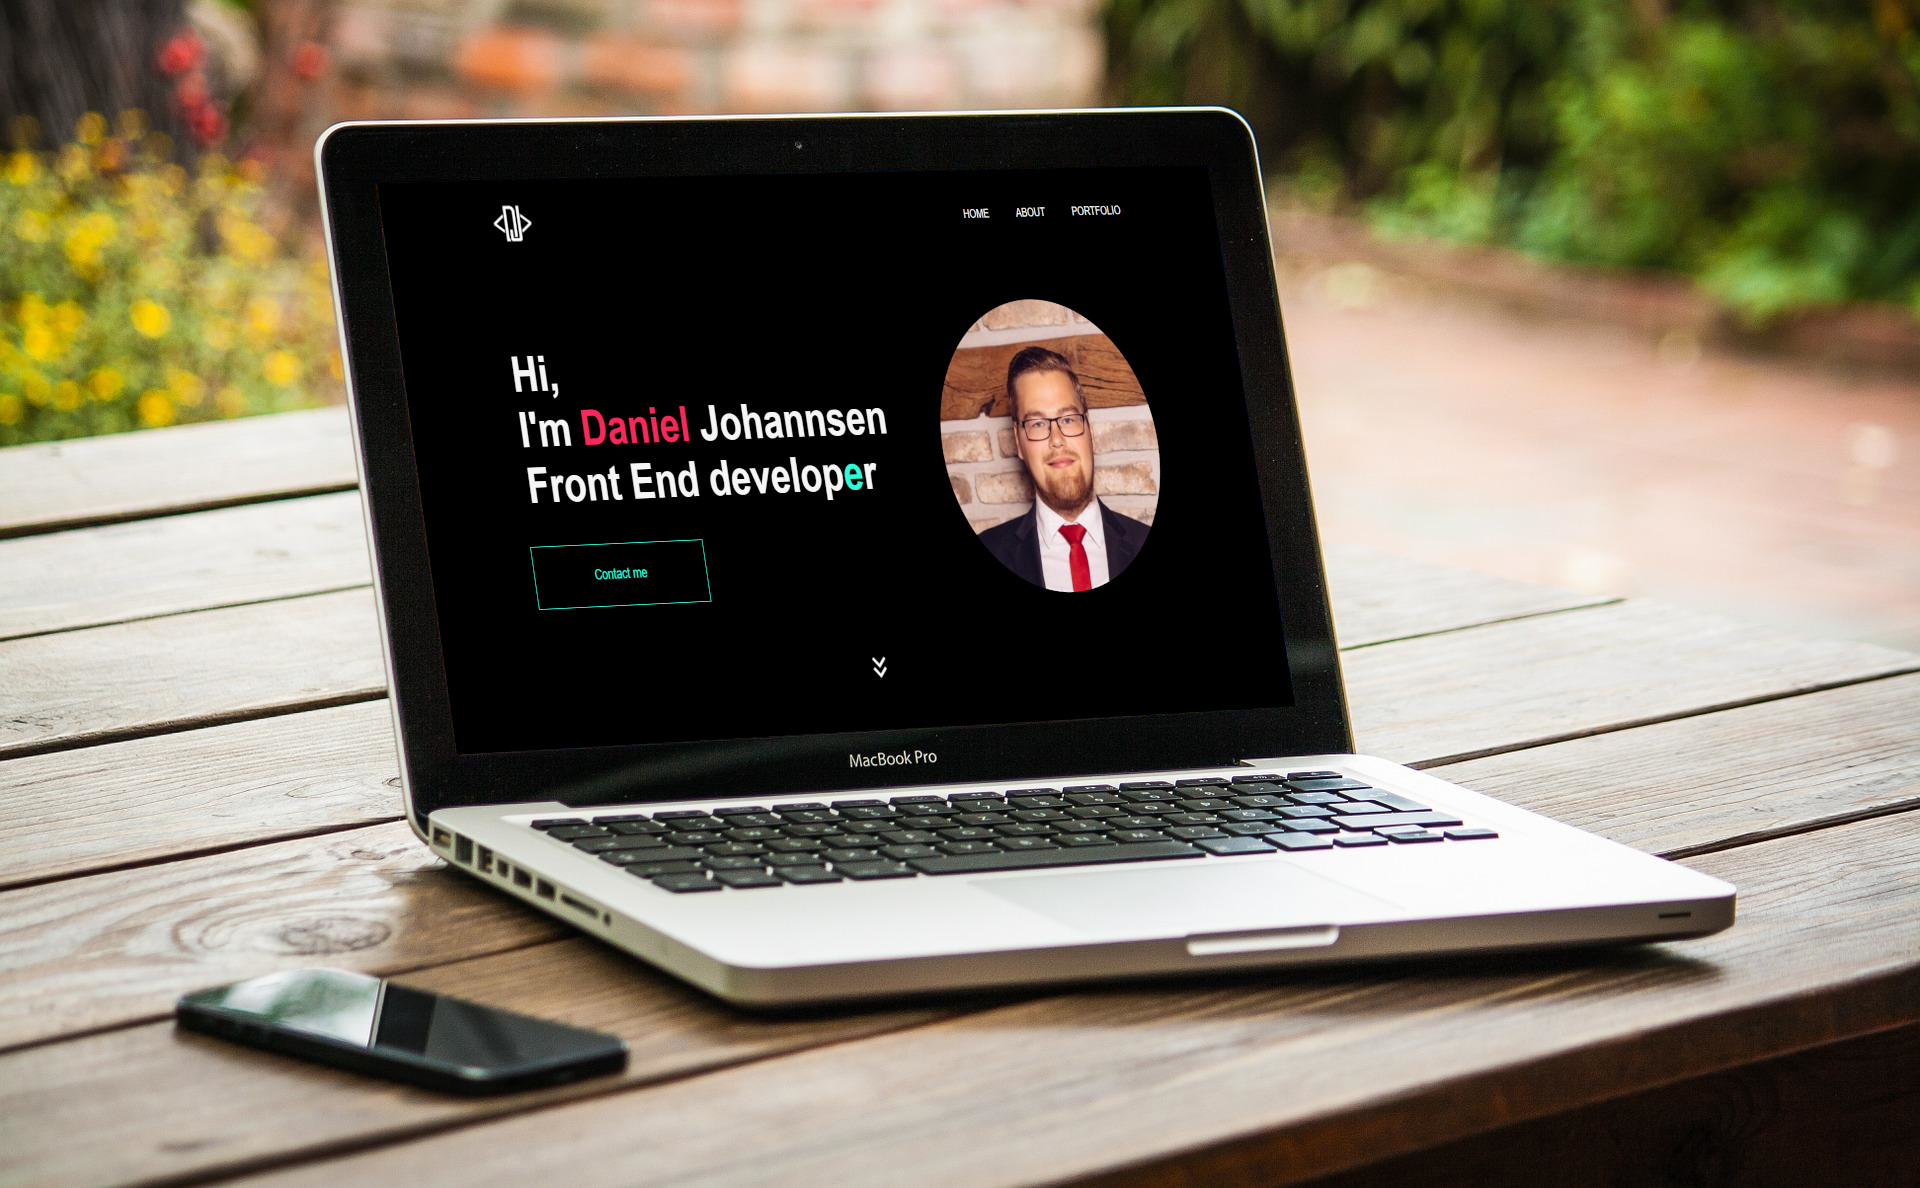 HOME ABOUT PORTFOLIO
Hi,
I'm Daniel Johannsen
Front End developer
Contact me
MacBook Pro